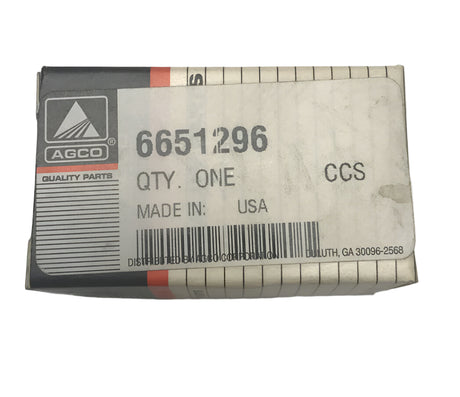 S
AGCO®
QUALITY PARTS
6651296
QTY. ONE CCS
MADE IN: USA
DISTRIBUTED BY AGCO CORPORATION DULUTH, GA 30096-2568